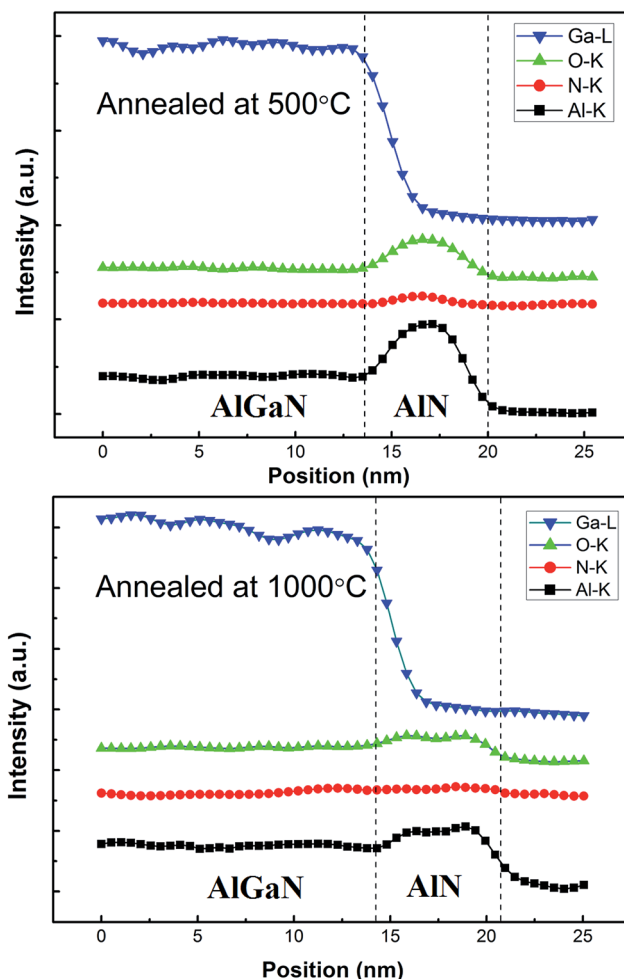 Ga-L
O-K
N-K
Al-K
Annealed at 500°C
Intensity (a.u.)
AlGaN AlN
0 5 10 15 20 25
Position (nm)
Ga-L
O-K
N-K
Al-K
Annealed at 1000°C
Intensity (a.u.)
AlGaN AlN
0 5 10 15 20 25
Position (nm)